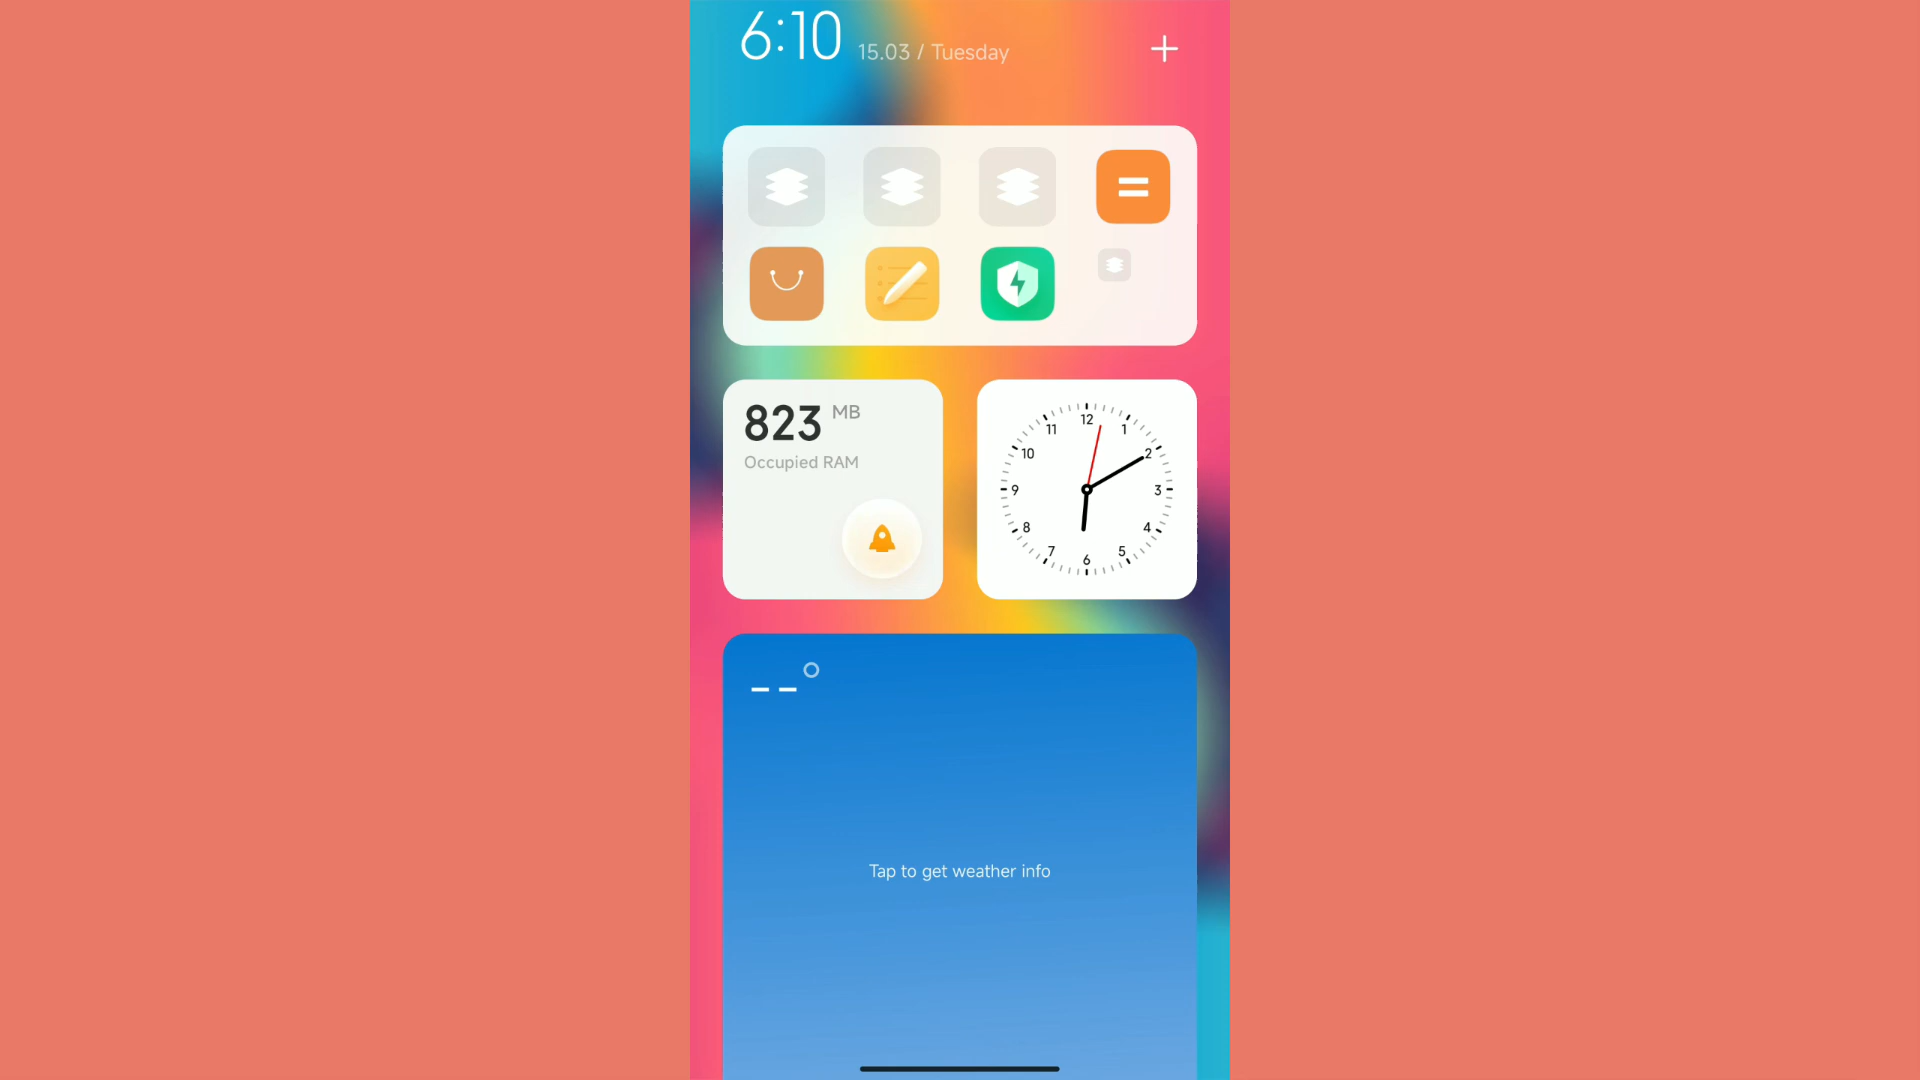 6:10 15.03 / Tuesday
823 MB
Occupied RAM
12
11 1
10 2
9 3
8 4
7 5
6
Tap to get weather info